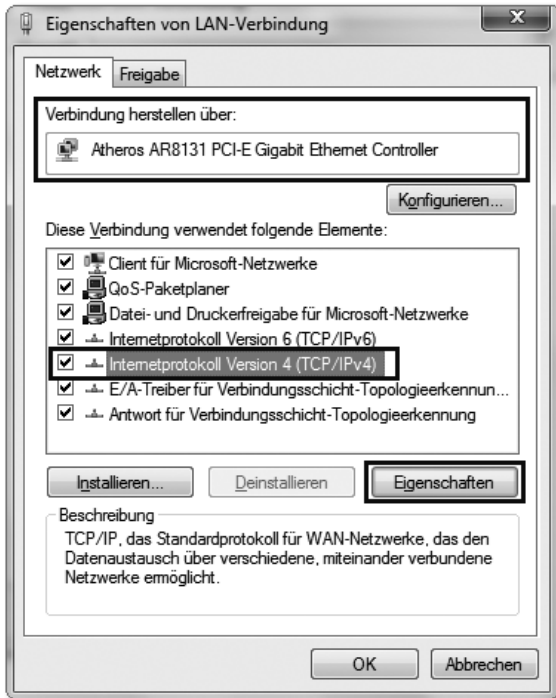 Eigenschaften von LAN-Verbindung
Netzwerk
Freigabe
Verbindung herstellen über:
Atheros AR8131 PCI-E Gigabit Ethernet Controller
Konfigurieren...
Diese Verbindung verwendet folgende Elemente:
Client für Microsoft-Netzwerke
QoS-Paketplaner
Datei- und Druckerfreigabe für Microsoft-Netzwerke
Internetprotokoll Version 6 (TCP/IPv6)
Internetprotokoll Version 4 (TCP/IPv4)
E/A-Treiber für Verbindungsschicht-Topologieerkennun...
Antwort für Verbindungsschicht-Topologieerkennung
Installieren...
Deinstallieren
Eigenschaften
Beschreibung
TCP/IP, das Standardprotokoll für WAN-Netzwerke, das den
Datenaustausch über verschiedene, miteinander verbundene
Netzwerke ermöglicht.
OK
Abbrechen